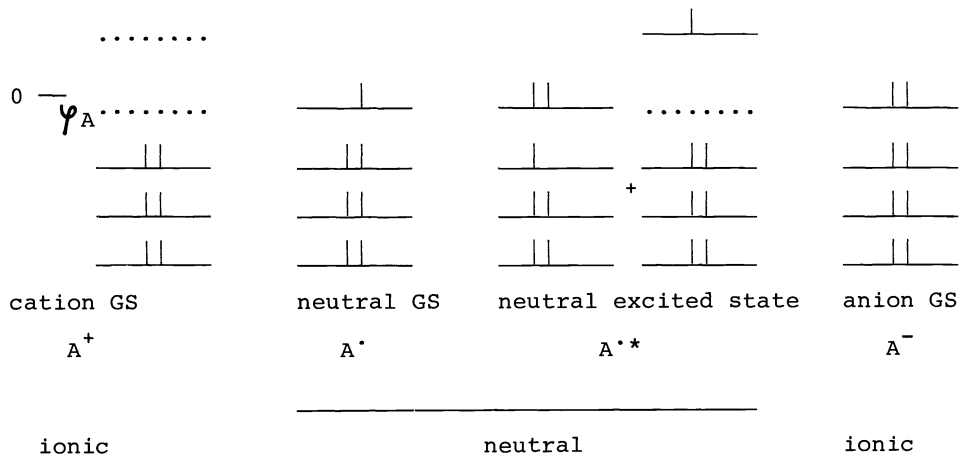 0
φA
+
cation GS neutral GS neutral excited state anion GS
A+ A· A·* A−
ionic neutral ionic